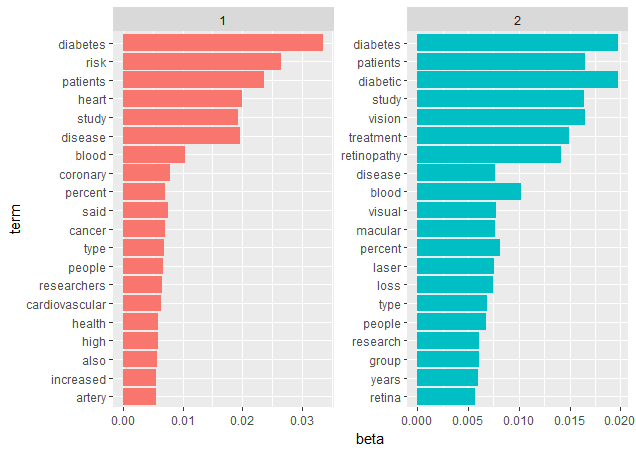 1
2
term
diabetes
risk
patients
heart
study
disease
blood
coronary
percent
said
cancer
type
people
researchers
cardiovascular
health
high
also
increased
artery
0.00 0.01 0.02 0.03
diabetes
patients
diabetic
study
vision
treatment
retinopathy
disease
blood
visual
macular
percent
laser
loss
type
people
research
group
years
retina
0.000 0.005 0.010 0.015 0.020
beta